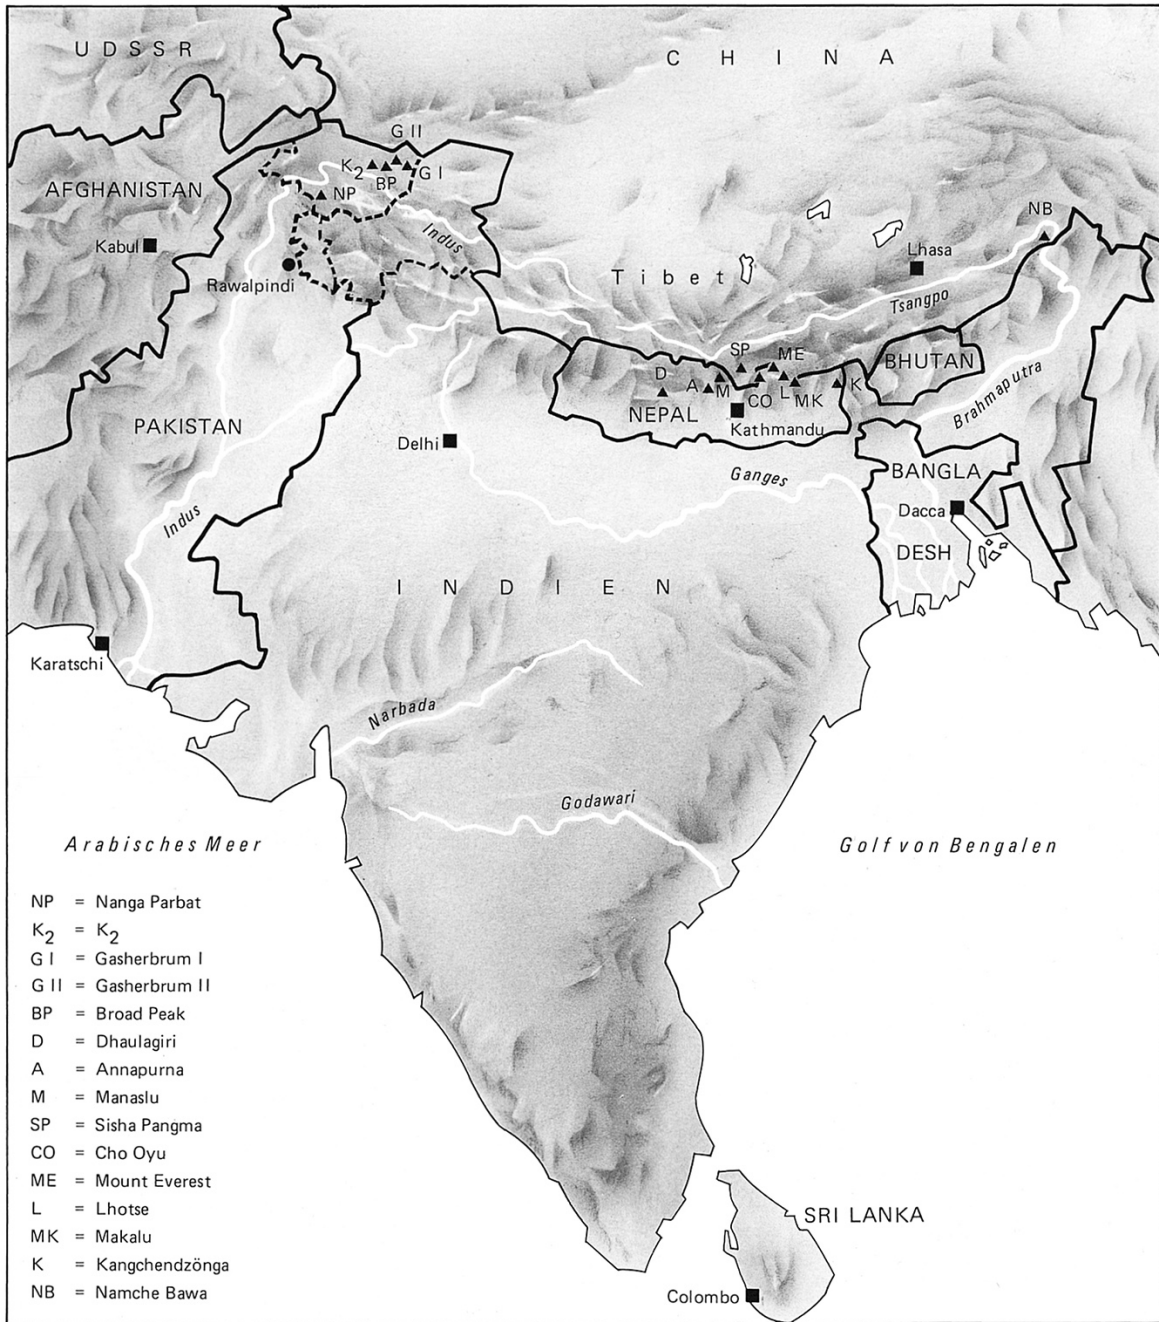 UDSSR
CHINA
G II
K2
BP
G I
AFGHANISTAN
NP
NB
Kabul
Indus
Lhasa
Rawalpindi
Tibet
Tsangpo
SP
ME
BHUTAN
D
A
M
CO
L
MK
K
NEPAL
Kathmandu
Brahmaputra
PAKISTAN
Delhi
Ganges
BANGLA
DESH
Dacca
Indus
INDIEN
Karatschi
Narbada
Godawari
Arabisches Meer
Golf von Bengalen
NP = Nanga Parbat
K2 = K2
G I = Gasherbrum I
G II = Gasherbrum II
BP = Broad Peak
D = Dhaulagiri
A = Annapurna
M = Manaslu
SP = Sisha Pangma
CO = Cho Oyu
ME = Mount Everest
L = Lhotse
MK = Makalu
K = Kangchendzönga
NB = Namche Bawa
SRI LANKA
Colombo